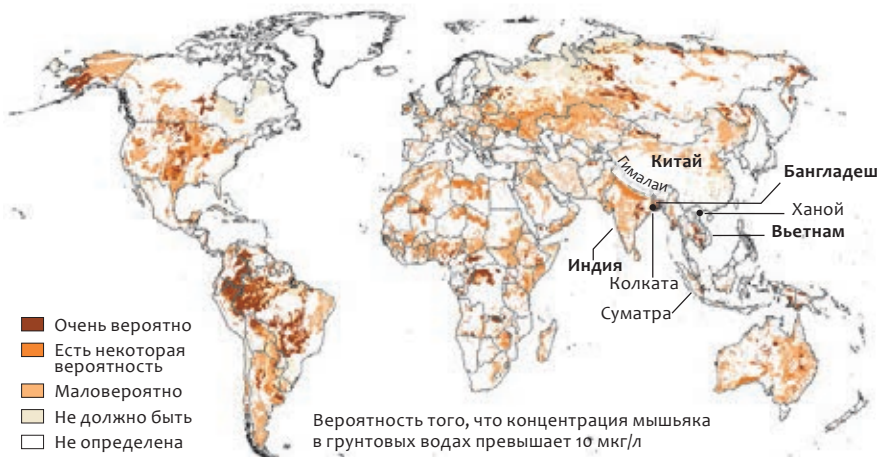 Китай
Гималаи
Бангладеш
Ханой
Вьетнам
Индия
Колката
Суматра
Очень вероятно
Есть некоторая
вероятность
Маловероятно
Не должно быть
Не определена
Вероятность того, что концентрация мышьяка
в грунтовых водах превышает 10 мкг/л